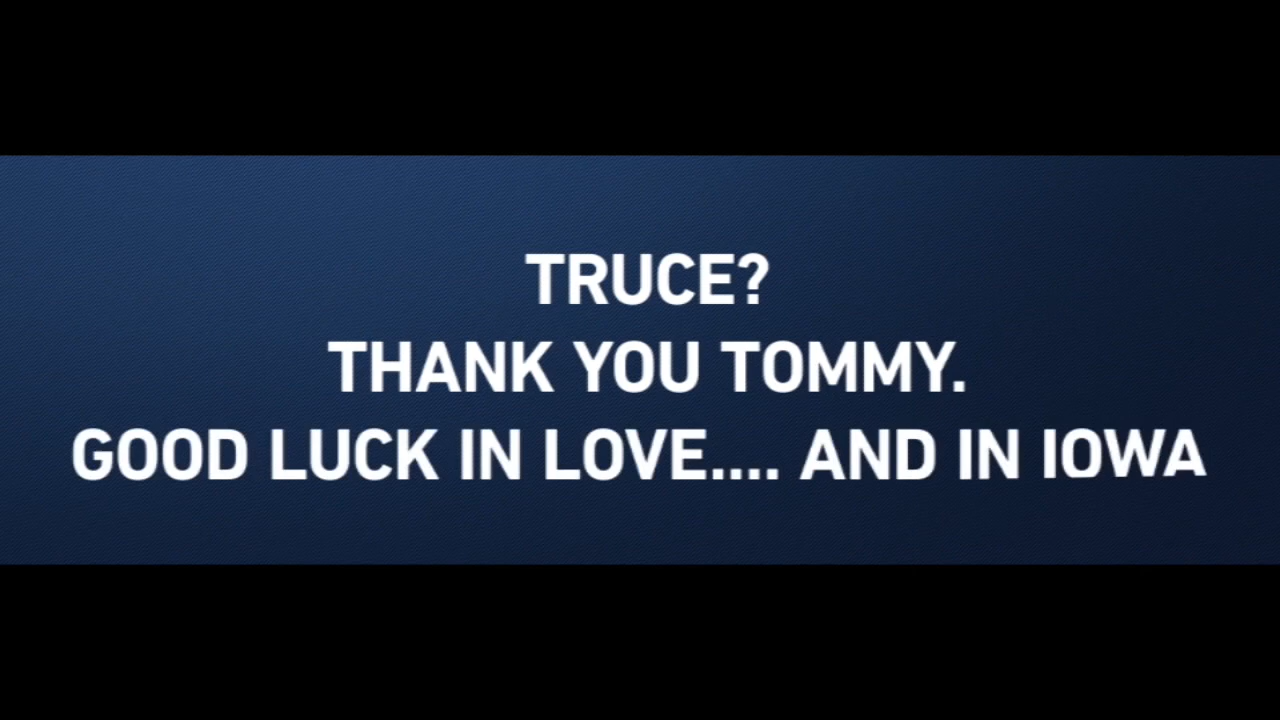 TRUCE?
THANK YOU TOMMY.
GOOD LUCK IN LOVE.... AND IN IOWA